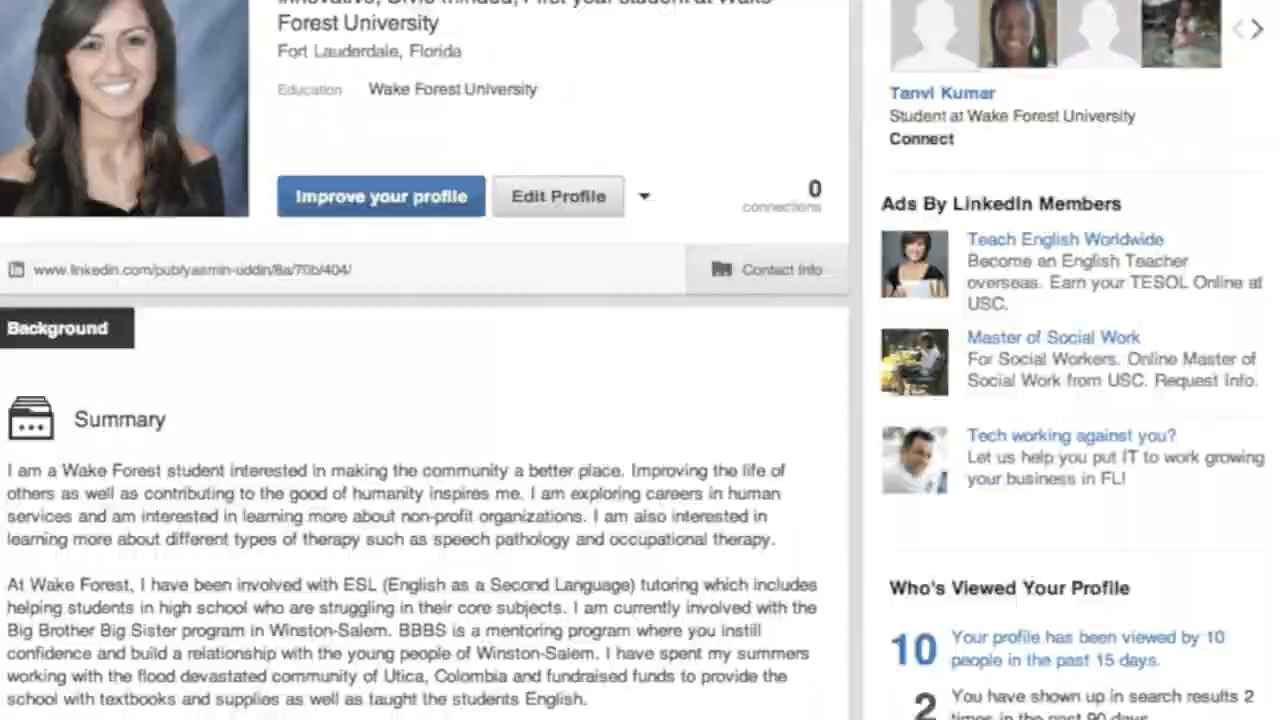 Innovative, Civic minded, First year student at Wake
Forest University
Fort Lauderdale, Florida
Education Wake Forest University
Improve your profile
Edit Profile
0
connections
www.linkedin.com/pub/yasmin-uddin/8a/70b/404/
Contact Info
Background
Summary
I am a Wake Forest student interested in making the community a better place. Improving the life of
others as well as contributing to the good of humanity inspires me. I am exploring careers in human
services and am interested in learning more about non-profit organizations. I am also interested in
learning more about different types of therapy such as speech pathology and occupational therapy.
At Wake Forest, I have been involved with ESL (English as a Second Language) tutoring which includes
helping students in high school who are struggling in their core subjects. I am currently involved with the
Big Brother Big Sister program in Winston-Salem. BBBS is a mentoring program where you instill
confidence and build a relationship with the young people of Winston-Salem. I have spent my summers
working with the flood devastated community of Utica, Colombia and fundraised funds to provide the
school with textbooks and supplies as well as taught the students English.
Tanvi Kumar
Student at Wake Forest University
Connect
Ads By LinkedIn Members
Teach English Worldwide
Become an English Teacher
overseas. Earn your TESOL Online at
USC.
Master of Social Work
For Social Workers. Online Master of
Social Work from USC. Request Info.
Tech working against you?
Let us help you put IT to work growing
your business in FL!
Who's Viewed Your Profile
10 Your profile has been viewed by 10
people in the past 15 days.
2 You have shown up in search results 2
times in the past 90 days.